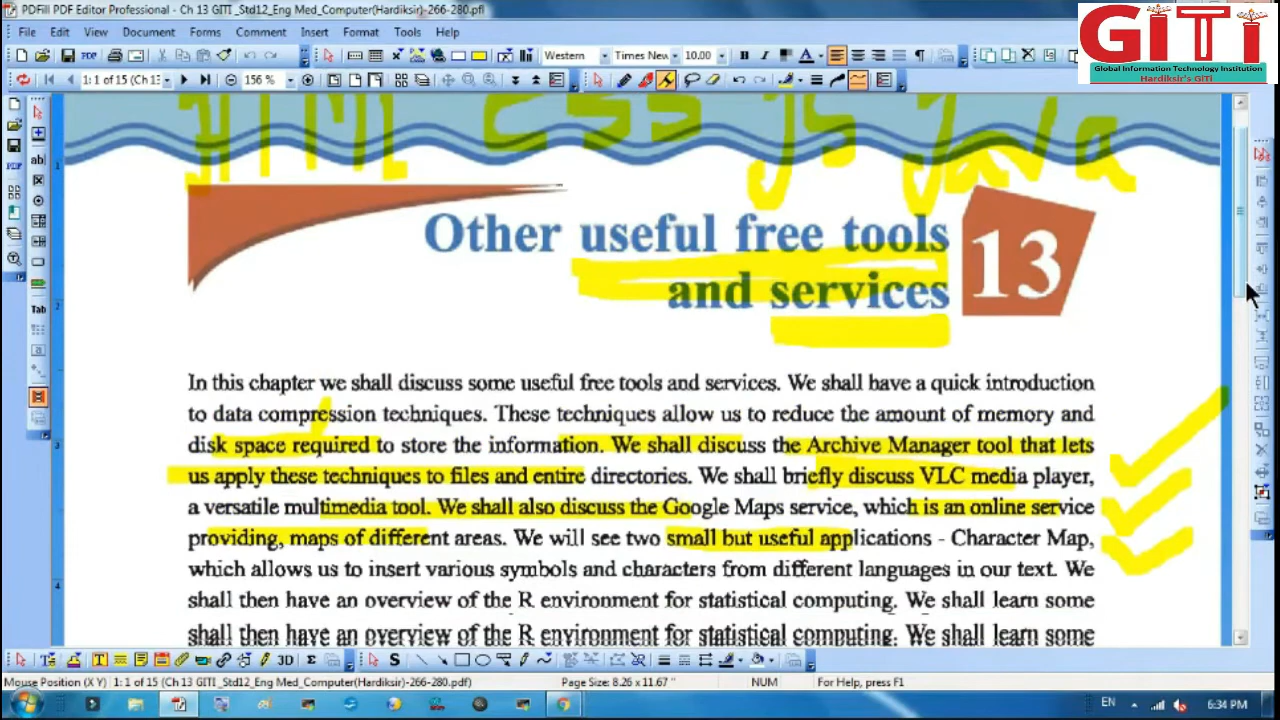 PDFill PDF Editor Professional - Ch 13 GITI _Std12_Eng Med_Computer(Hardiksir)-266-280.pfl
File Edit View Document Forms Comment Insert Format Tools Help
Western Times New 10.00 B I A
1:1 of 15 (Ch 13 156 %
GiTi
Global Information Technology Institution
Hardiksir's GiTi
HTML CSS JS Java
Other useful free tools
and services
13
In this chapter we shall discuss some useful free tools and services. We shall have a quick introduction
to data compression techniques. These techniques allow us to reduce the amount of memory and
disk space required to store the information. We shall discuss the Archive Manager tool that lets
us apply these techniques to files and entire directories. We shall briefly discuss VLC media player,
a versatile multimedia tool. We shall also discuss the Google Maps service, which is an online service
providing, maps of different areas. We will see two small but useful applications - Character Map,
which allows us to insert various symbols and characters from different languages in our text. We
shall then have an overview of the R environment for statistical computing. We shall learn some
shall then have an overview of the R environment for statistical computing. We shall learn some
ab
Tab
1
2
3
4
T 3D Σ S
Mouse Position (X Y) 1:1 of 15 (Ch 13 GITI _Std12_Eng Med_Computer(Hardiksir)-266-280.pdf) Page Size: 8.26 x 11.67 " NUM For Help, press F1
EN 6:34 PM